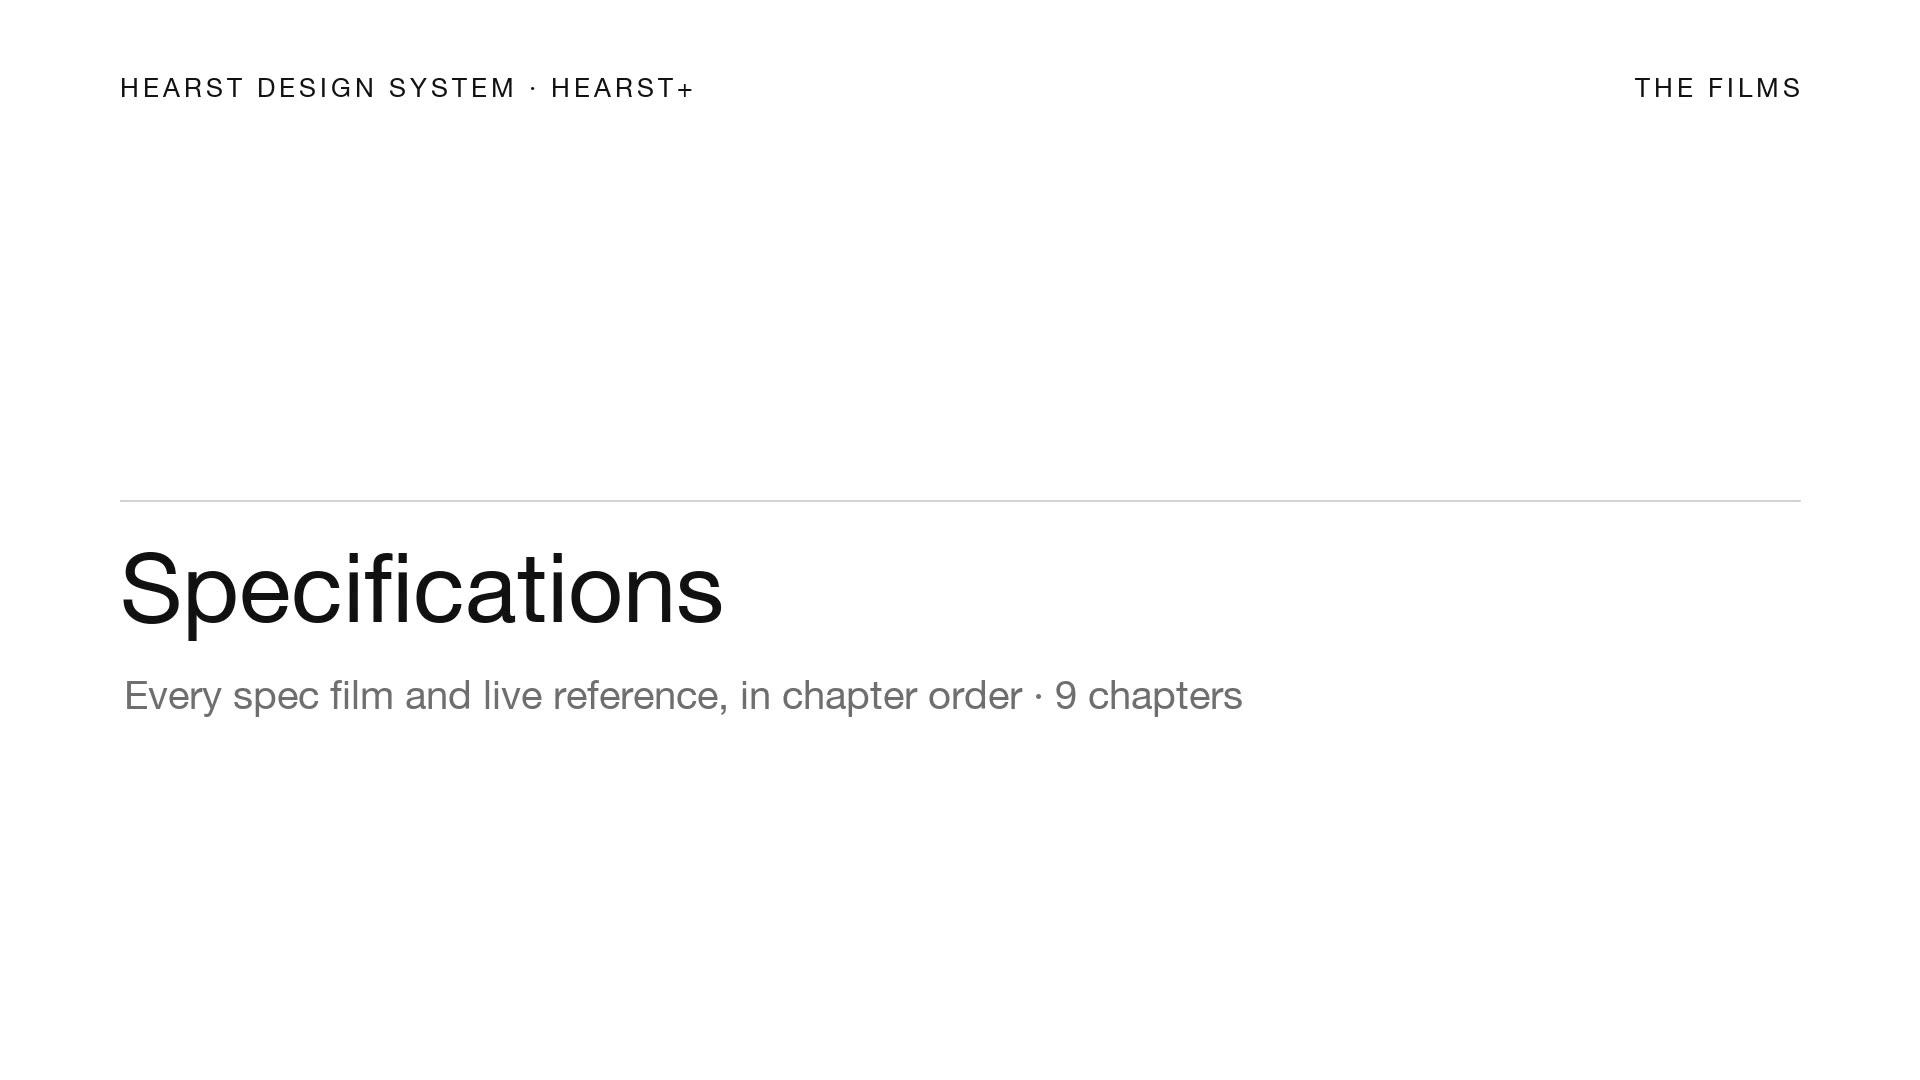 HEARST DESIGN SYSTEM · HEARST+
THE FILMS
Specifications
Every spec film and live reference, in chapter order · 9 chapters